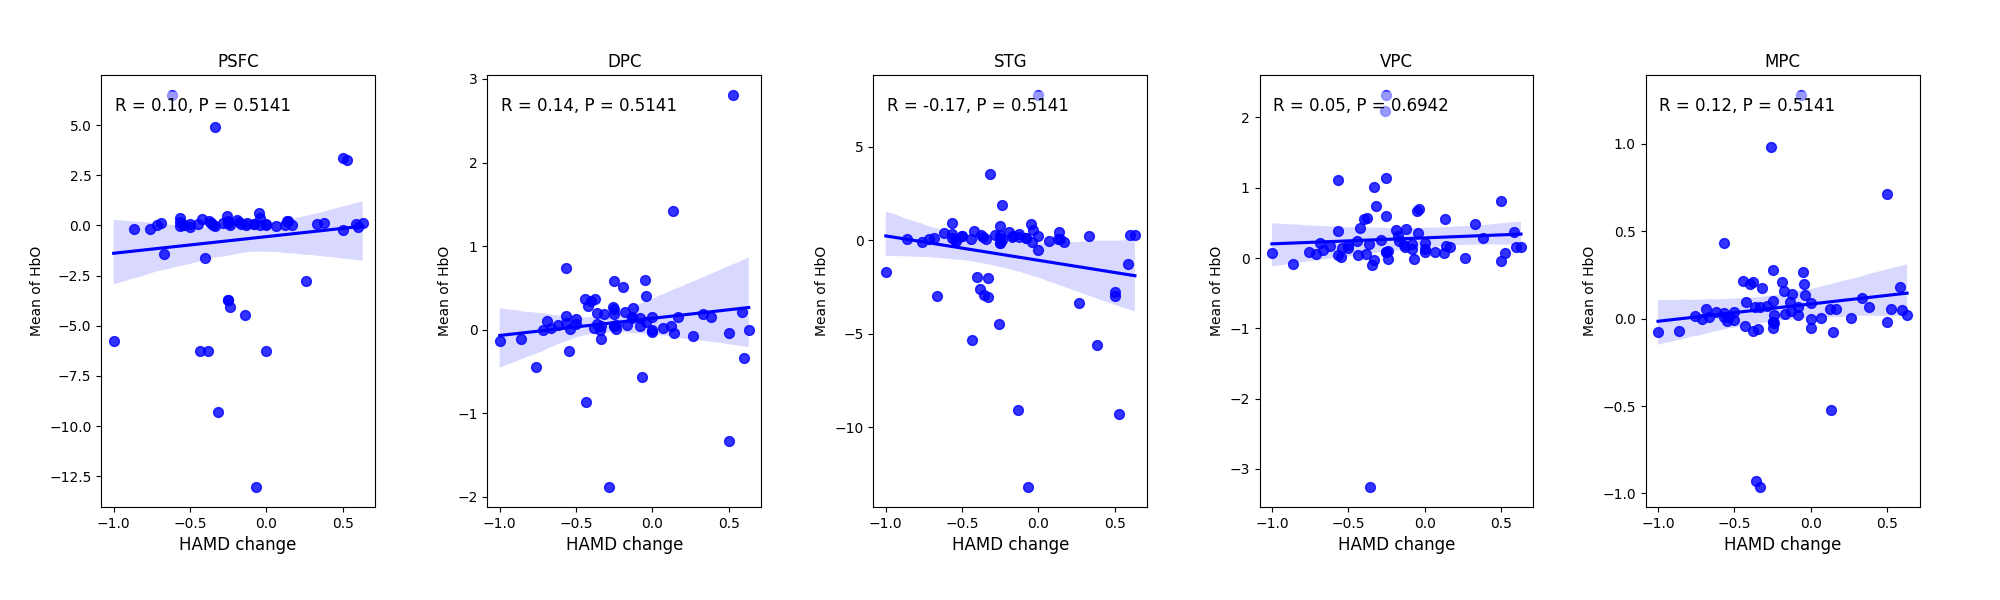 PSFC
R = 0.10, P = 0.5141
5.0
2.5
0.0
−2.5
−5.0
−7.5
−10.0
−12.5
Mean of HbO
−1.0 −0.5 0.0 0.5
HAMD change
DPC
R = 0.14, P = 0.5141
3
2
1
0
−1
−2
Mean of HbO
−1.0 −0.5 0.0 0.5
HAMD change
STG
R = -0.17, P = 0.5141
5
0
−5
−10
Mean of HbO
−1.0 −0.5 0.0 0.5
HAMD change
VPC
R = 0.05, P = 0.6942
2
1
0
−1
−2
−3
Mean of HbO
−1.0 −0.5 0.0 0.5
HAMD change
MPC
R = 0.12, P = 0.5141
1.0
0.5
0.0
−0.5
−1.0
Mean of HbO
−1.0 −0.5 0.0 0.5
HAMD change